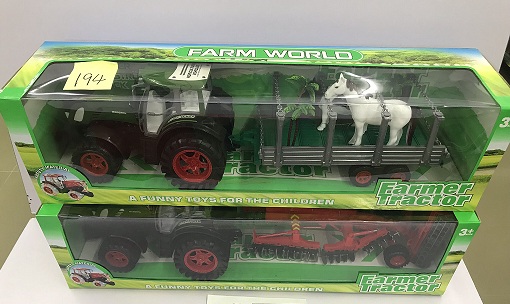 FARM WORLD
194
3+
Farmer
Tractor
A FUNNY TOYS FOR THE CHILDREN
3+
Farmer
Tractor
A FUNNY TOYS FOR THE CHILDREN